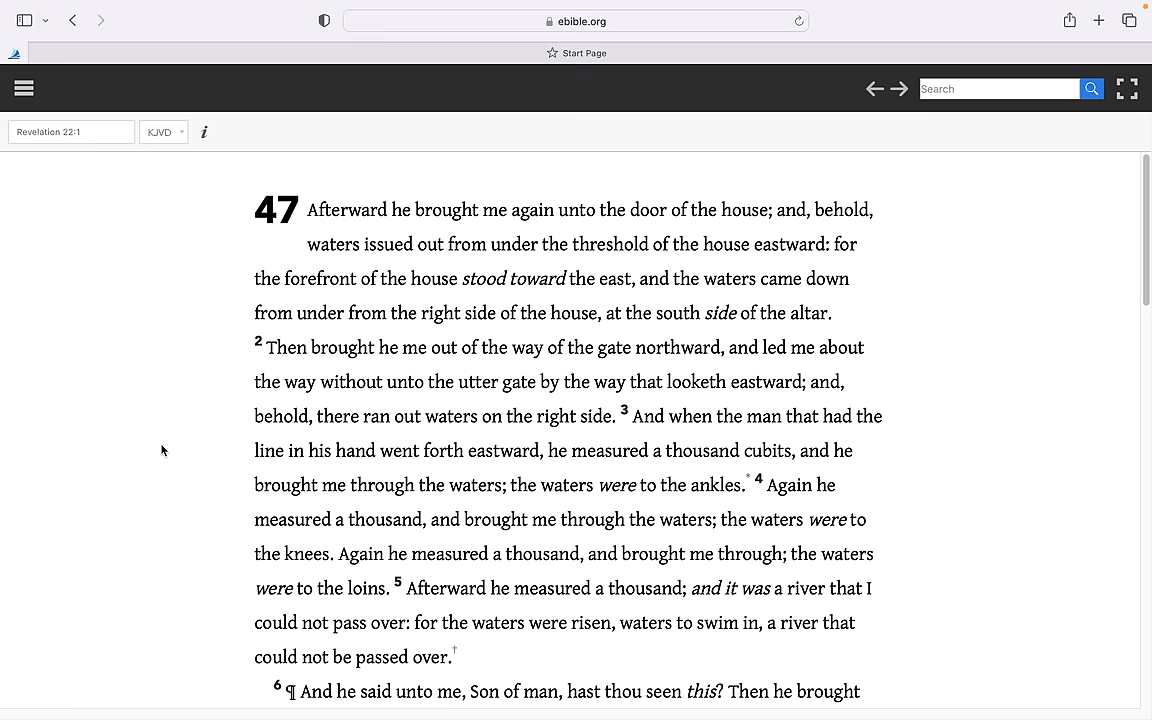 ebible.org
Start Page
Search
Revelation 22:1 KJVD i
47 Afterward he brought me again unto the door of the house; and, behold,
waters issued out from under the threshold of the house eastward: for
the forefront of the house stood toward the east, and the waters came down
from under from the right side of the house, at the south side of the altar.
2 Then brought he me out of the way of the gate northward, and led me about
the way without unto the utter gate by the way that looketh eastward; and,
behold, there ran out waters on the right side. 3 And when the man that had the
line in his hand went forth eastward, he measured a thousand cubits, and he
brought me through the waters; the waters were to the ankles.* 4 Again he
measured a thousand, and brought me through the waters; the waters were to
the knees. Again he measured a thousand, and brought me through; the waters
were to the loins. 5 Afterward he measured a thousand; and it was a river that I
could not pass over: for the waters were risen, waters to swim in, a river that
could not be passed over.†
6 ¶ And he said unto me, Son of man, hast thou seen this? Then he brought